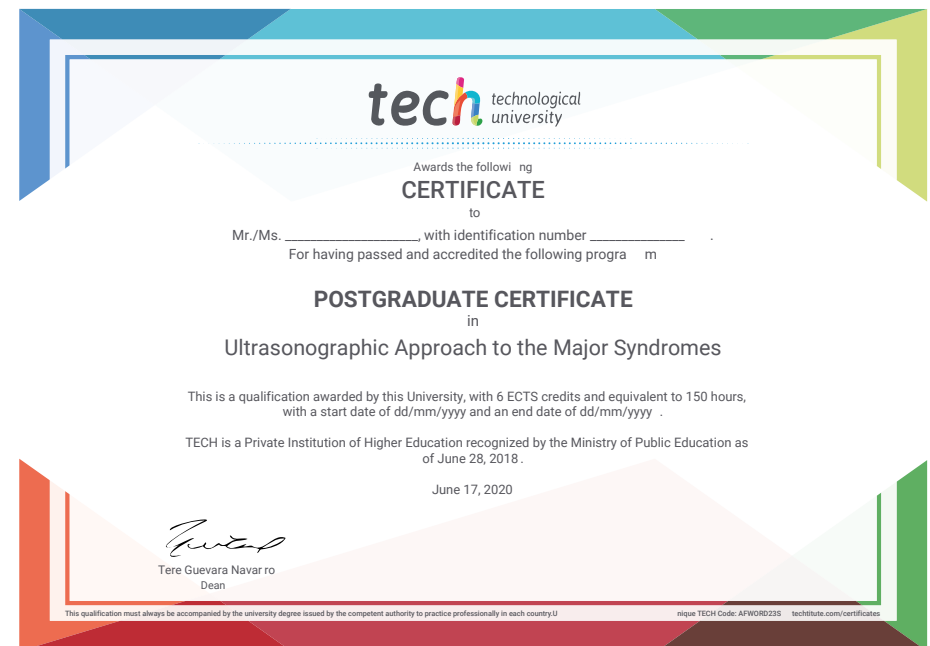 tech technological
university
Awards the followi ng
CERTIFICATE
to
Mr./Ms. ____________________, with identification number _______________ .
For having passed and accredited the following progra m
POSTGRADUATE CERTIFICATE
in
Ultrasonographic Approach to the Major Syndromes
This is a qualification awarded by this University, with 6 ECTS credits and equivalent to 150 hours,
with a start date of dd/mm/yyyy and an end date of dd/mm/yyyy .
TECH is a Private Institution of Higher Education recognized by the Ministry of Public Education as
of June 28, 2018 .
June 17, 2020
Tere Guevara Navar ro
Dean
This qualification must always be accompanied by the university degree issued by the competent authority to practice professionally in each country.U nique TECH Code: AFWORD23S techtitute.com/certificates